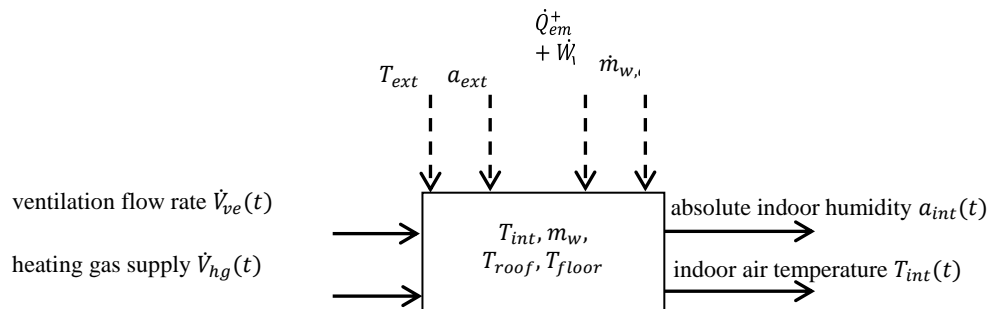 Q̇⁺ₑₘ
+ Ẇ
T_ext a_ext ṁ_w,
ventilation flow rate V̇_ve(t)
absolute indoor humidity a_int(t)
T_int, m_w,
heating gas supply V̇_hg(t)
T_roof, T_floor
indoor air temperature T_int(t)